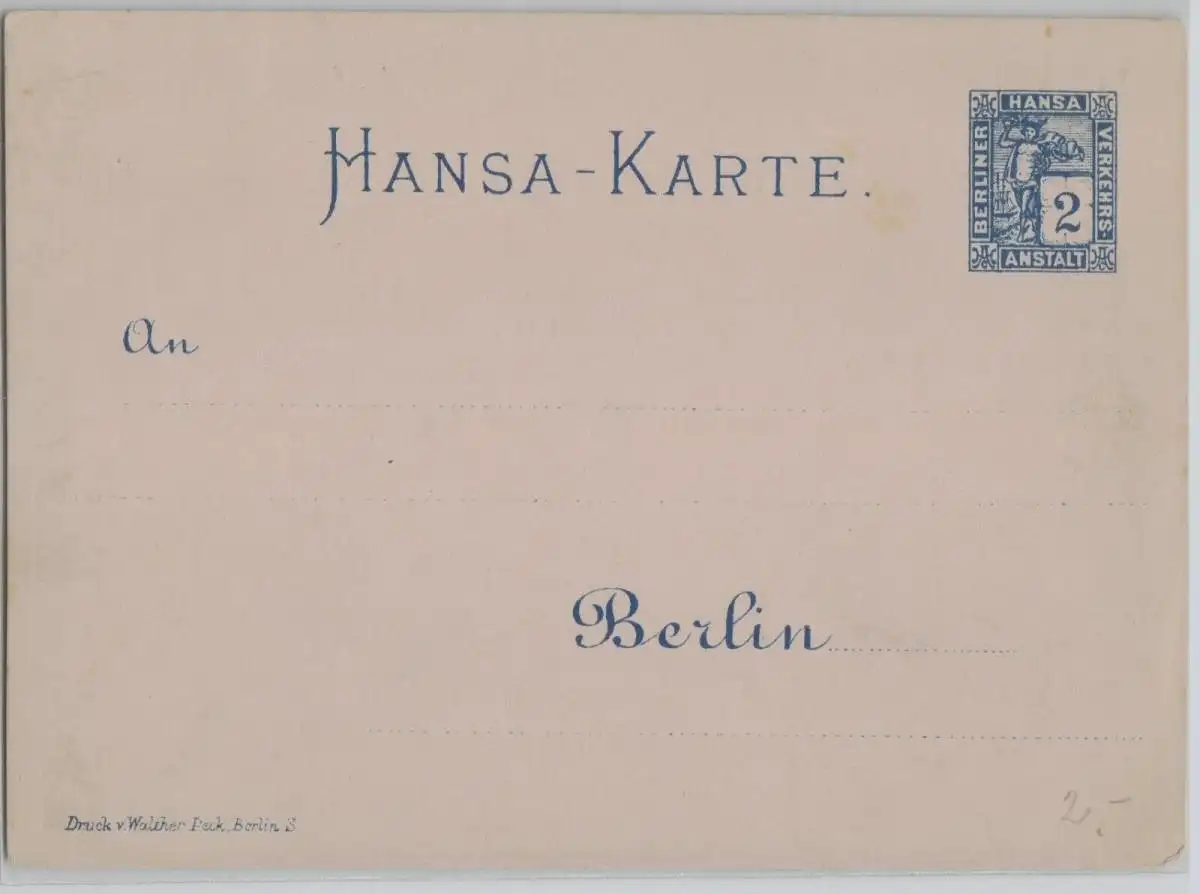 HANSA-KARTE.
HANSA
BERLINER
VERKEHRS-
2
ANSTALT
An
Berlin
Druck v. Walther Peck, Berlin S
2,-